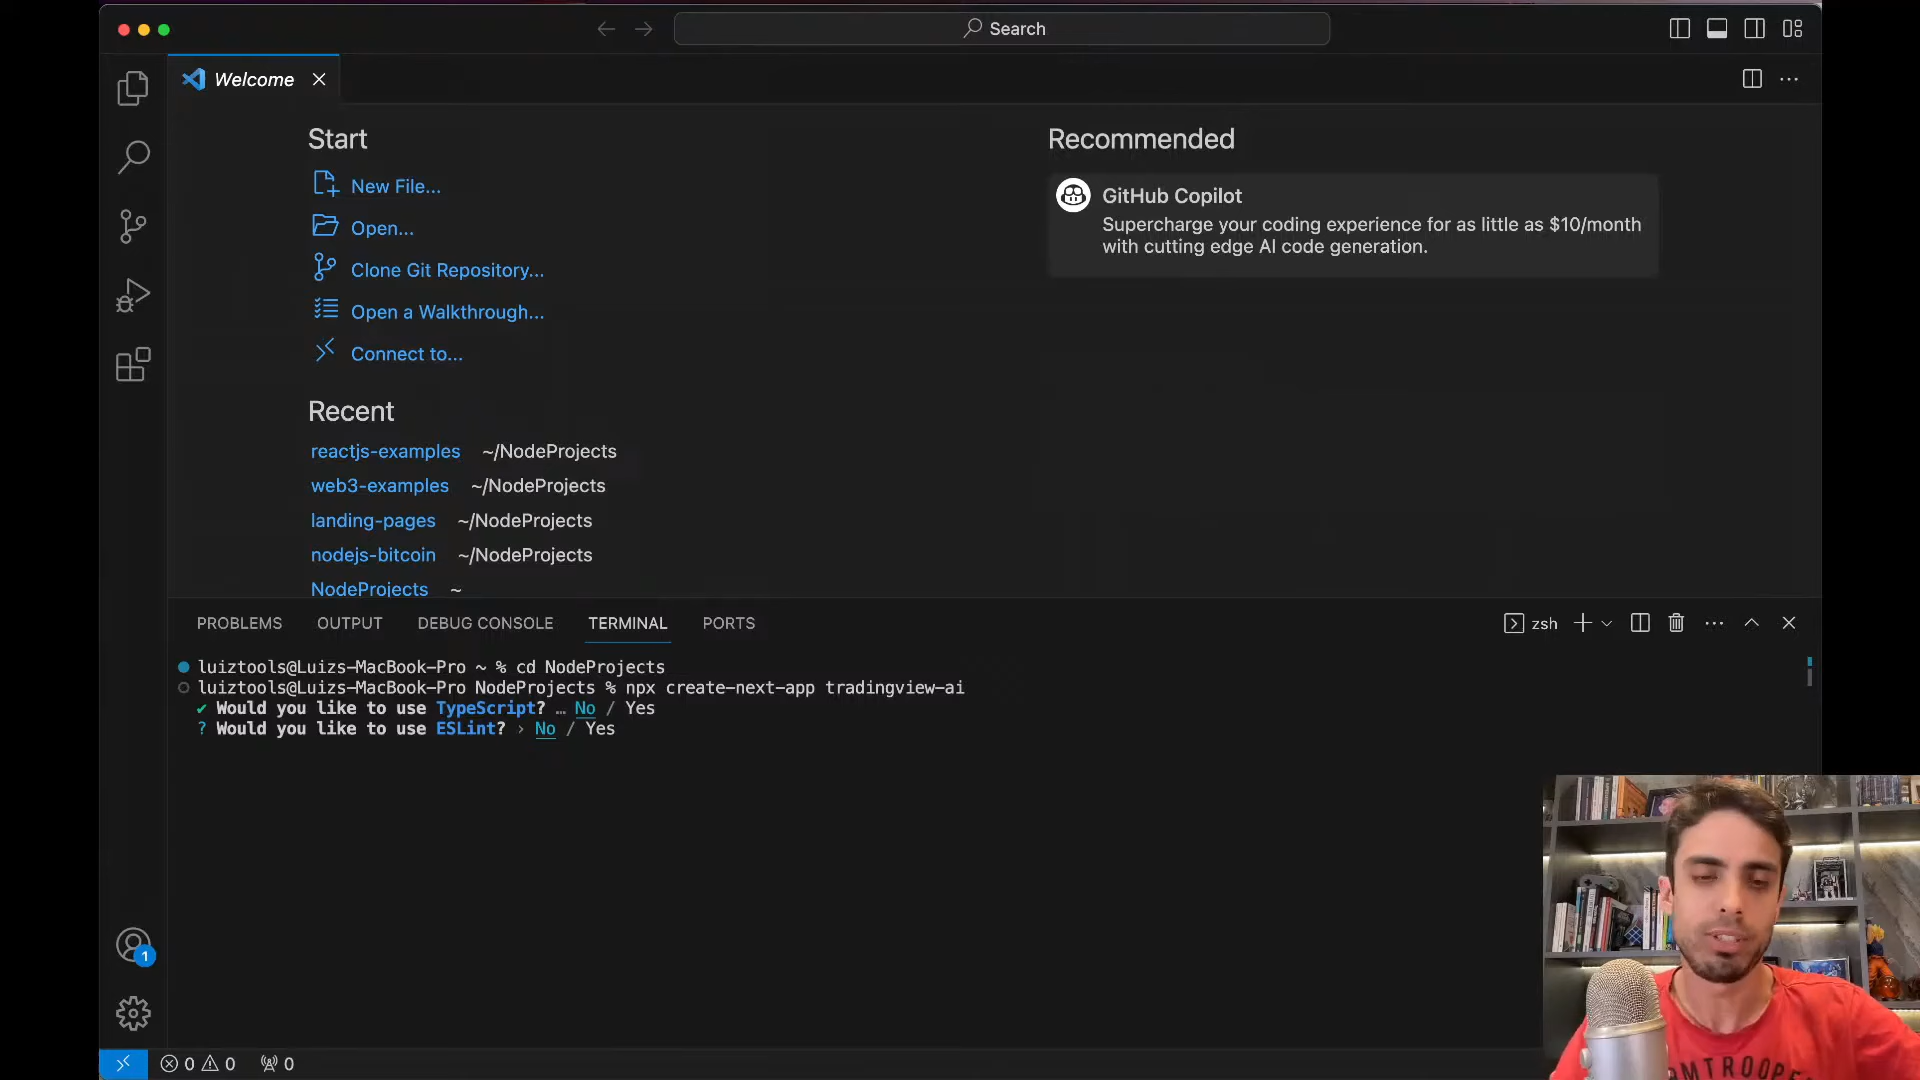 Search
Welcome
Start
New File...
Open...
Clone Git Repository...
Open a Walkthrough...
Connect to...
Recent
reactjs-examples ~/NodeProjects
web3-examples ~/NodeProjects
landing-pages ~/NodeProjects
nodejs-bitcoin ~/NodeProjects
NodeProjects ~
Recommended
GitHub Copilot
Supercharge your coding experience for as little as $10/month
with cutting edge AI code generation.
PROBLEMS OUTPUT DEBUG CONSOLE TERMINAL PORTS
zsh
luiztools@Luizs-MacBook-Pro ~ % cd NodeProjects
luiztools@Luizs-MacBook-Pro NodeProjects % npx create-next-app tradingview-ai
✔ Would you like to use TypeScript? … No / Yes
? Would you like to use ESLint? › No / Yes
1
0 0 0
OMTROOPE